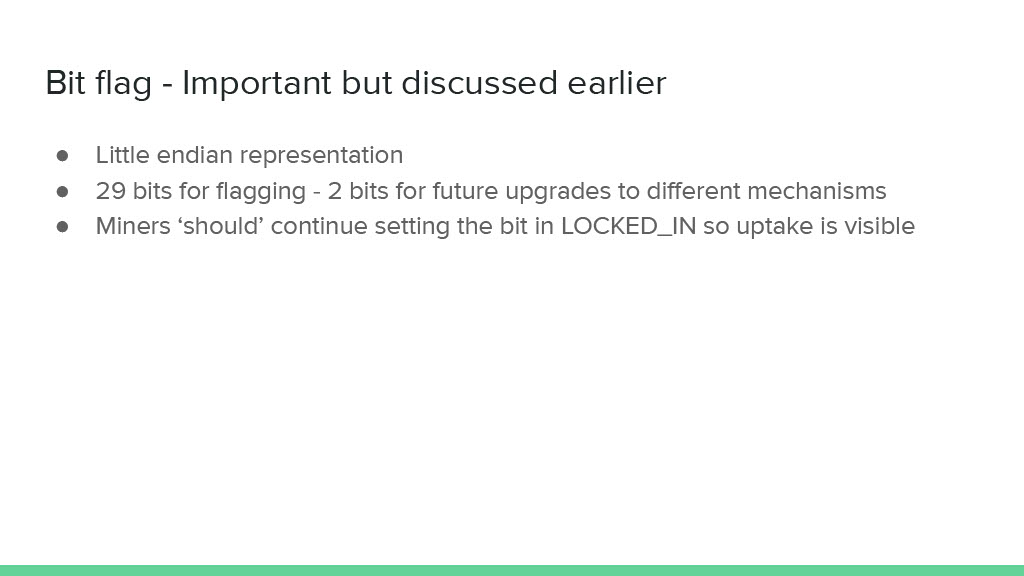 Bit flag - Important but discussed earlier
● Little endian representation
● 29 bits for flagging - 2 bits for future upgrades to different mechanisms
● Miners ‘should’ continue setting the bit in LOCKED_IN so uptake is visible